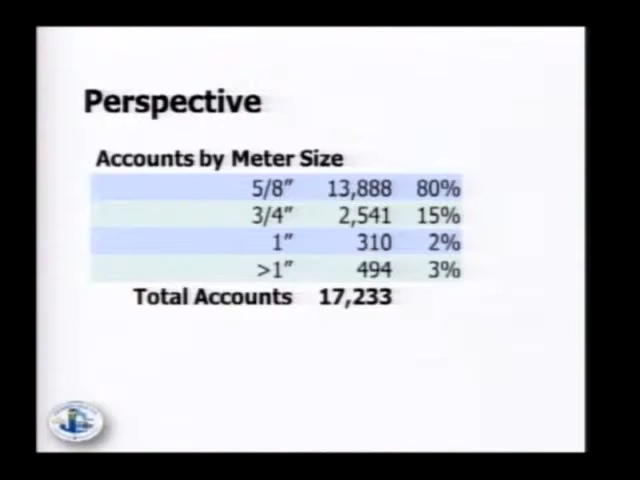 Perspective
Accounts by Meter Size
5/8" 13,888 80%
3/4" 2,541 15%
1" 310 2%
>1" 494 3%
Total Accounts 17,233